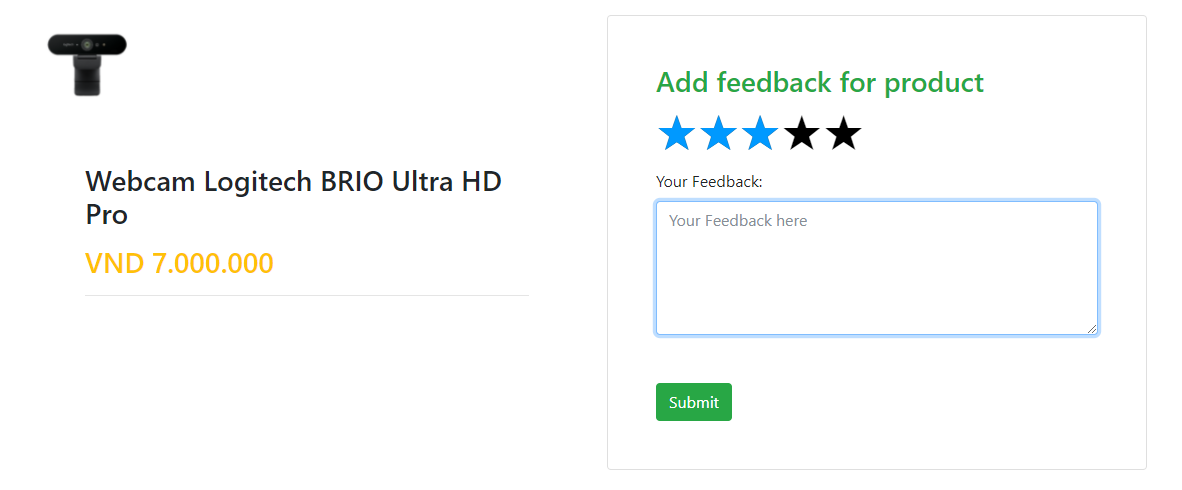 Webcam Logitech BRIO Ultra HD
Pro
VND 7.000.000
Add feedback for product
Your Feedback:
Your Feedback here
Submit